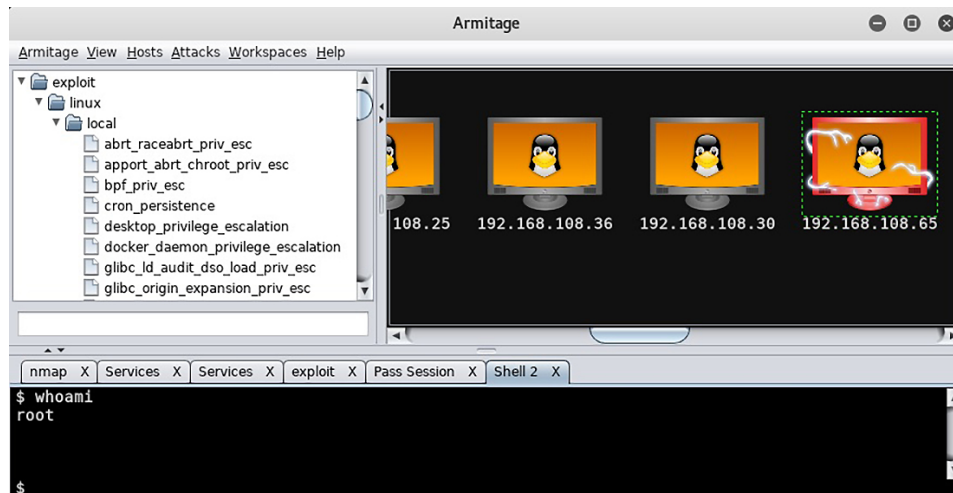 Armitage
Armitage View Hosts Attacks Workspaces Help
exploit
linux
local
abrt_raceabrt_priv_esc
apport_abrt_chroot_priv_esc
bpf_priv_esc
cron_persistence
desktop_privilege_escalation
docker_daemon_privilege_escalation
glibc_ld_audit_dso_load_priv_esc
glibc_origin_expansion_priv_esc
108.25 192.168.108.36 192.168.108.30 192.168.108.65
nmap X Services X Services X exploit X Pass Session X Shell 2 X
$ whoami
root
$